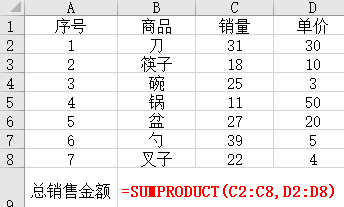 A B C D
1 序号 商品 销量 单价
2 1 刀 31 30
3 2 筷子 18 10
4 3 碗 25 3
5 4 锅 11 50
6 5 盆 27 20
7 6 勺 39 5
8 7 叉子 22 4
9 总销售金额 =SUMPRODUCT(C2:C8,D2:D8)